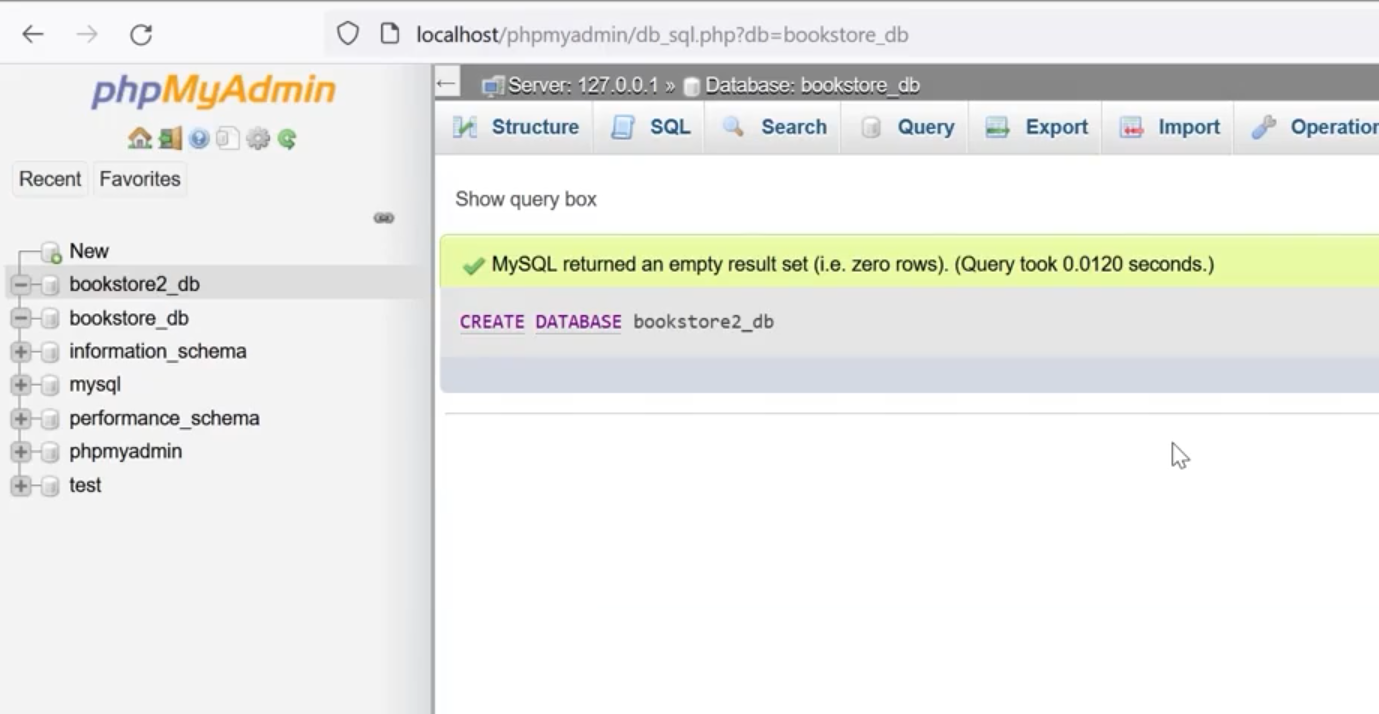 localhost/phpmyadmin/db_sql.php?db=bookstore_db
phpMyAdmin
Recent Favorites
New
bookstore2_db
bookstore_db
information_schema
mysql
performance_schema
phpmyadmin
test
Server: 127.0.0.1 » Database: bookstore_db
Structure SQL Search Query Export Import Operation
Show query box
MySQL returned an empty result set (i.e. zero rows). (Query took 0.0120 seconds.)
CREATE DATABASE bookstore2_db